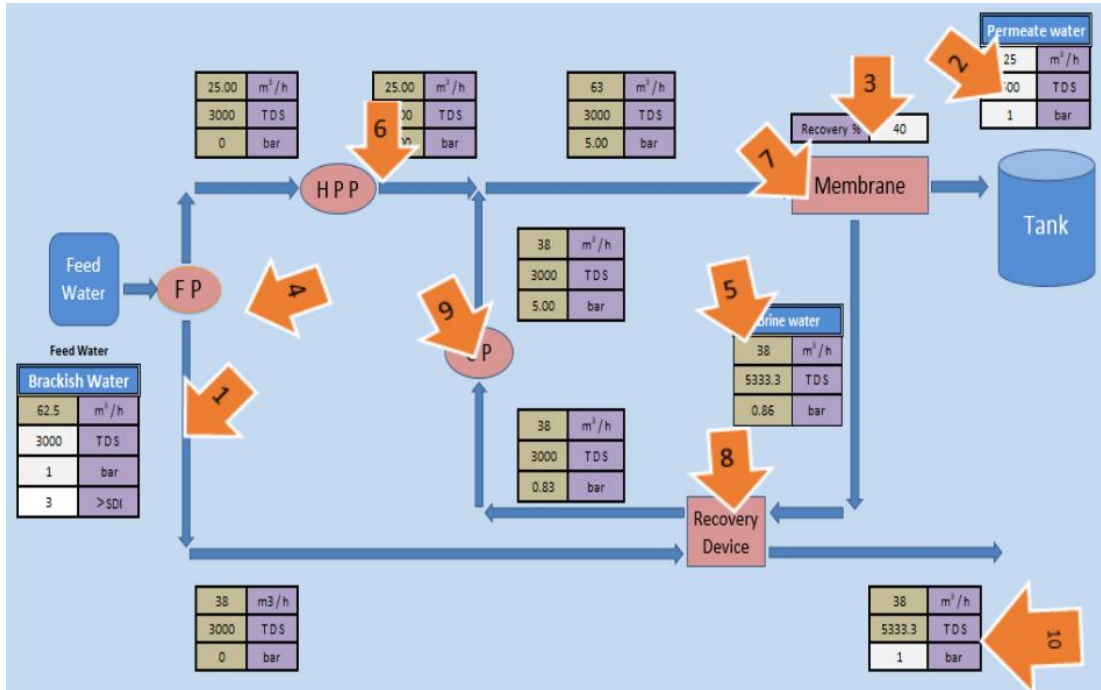 Permeate water
25 m³/h
TDS
1 bar
25.00 m³/h
3000 TDS
0 bar
25.00 m³/h
TDS
bar
63 m³/h
3000 TDS
5.00 bar
2
3
Recovery % 40
6
7
HPP
Membrane
Tank
Feed
Water
FP
4
38 m³/h
3000 TDS
5.00 bar
5
9
P
Brine water
38 m³/h
5333.3 TDS
0.86 bar
Feed Water
Brackish Water
62.5 m³/h
3000 TDS
1 bar
3 >SDI
1
38 m³/h
3000 TDS
0.83 bar
8
Recovery
Device
38 m3/h
3000 TDS
0 bar
38 m³/h
5333.3 TDS
1 bar
10